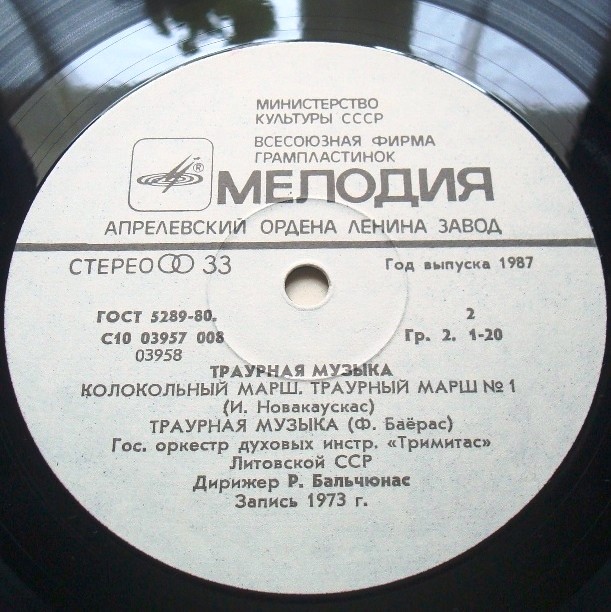 МИНИСТЕРСТВО
КУЛЬТУРЫ СССР
ВСЕСОЮЗНАЯ ФИРМА
ГРАМПЛАСТИНОК
® МЕЛОДИЯ
АПРЕЛЕВСКИЙ ОРДЕНА ЛЕНИНА ЗАВОД
СТЕРЕО 33
Год выпуска 1987
ГОСТ 5289-80.
2
С10 03957 008
Гр. 2. 1-20
03958
ТРАУРНАЯ МУЗЫКА
КОЛОКОЛЬНЫЙ МАРШ. ТРАУРНЫЙ МАРШ № 1
(И. Новакаускас)
ТРАУРНАЯ МУЗЫКА (Ф. Баёрас)
Гос. оркестр духовых инстр. «Тримитас»
Литовской ССР
Дирижер Р. Бальчюнас
Запись 1973 г.